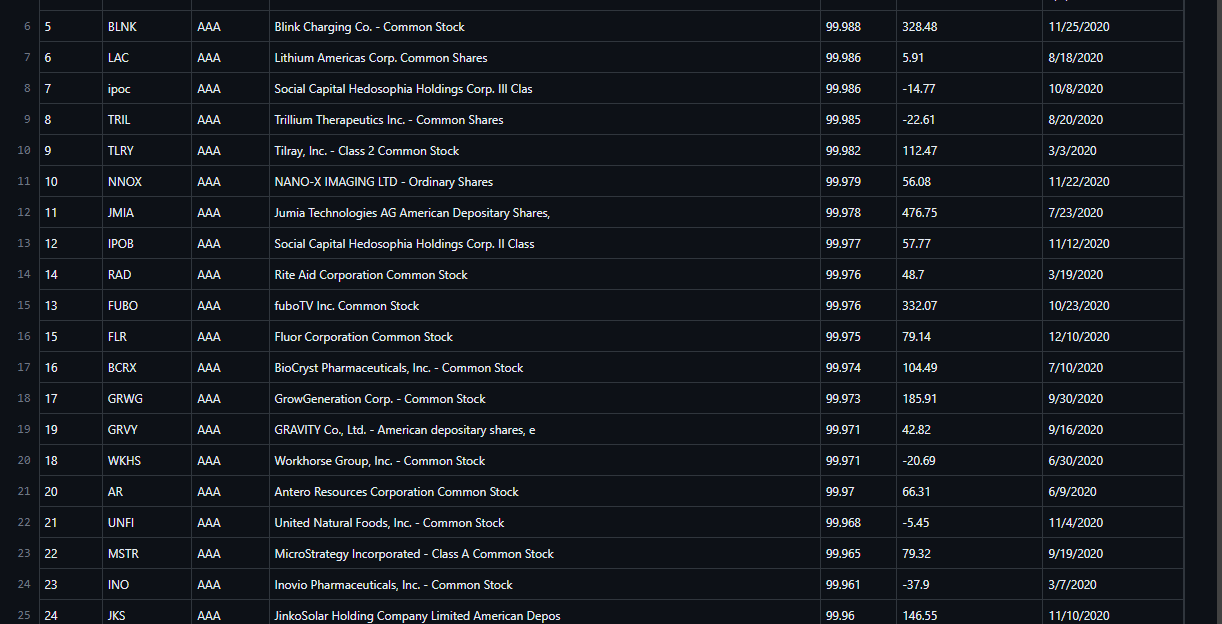 6 5 BLNK AAA Blink Charging Co. - Common Stock 99.988 328.48 11/25/2020
7 6 LAC AAA Lithium Americas Corp. Common Shares 99.986 5.91 8/18/2020
8 7 ipoc AAA Social Capital Hedosophia Holdings Corp. III Clas 99.986 -14.77 10/8/2020
9 8 TRIL AAA Trillium Therapeutics Inc. - Common Shares 99.985 -22.61 8/20/2020
10 9 TLRY AAA Tilray, Inc. - Class 2 Common Stock 99.982 112.47 3/3/2020
11 10 NNOX AAA NANO-X IMAGING LTD - Ordinary Shares 99.979 56.08 11/22/2020
12 11 JMIA AAA Jumia Technologies AG American Depositary Shares, 99.978 476.75 7/23/2020
13 12 IPOB AAA Social Capital Hedosophia Holdings Corp. II Class 99.977 57.77 11/12/2020
14 14 RAD AAA Rite Aid Corporation Common Stock 99.976 48.7 3/19/2020
15 13 FUBO AAA fuboTV Inc. Common Stock 99.976 332.07 10/23/2020
16 15 FLR AAA Fluor Corporation Common Stock 99.975 79.14 12/10/2020
17 16 BCRX AAA BioCryst Pharmaceuticals, Inc. - Common Stock 99.974 104.49 7/10/2020
18 17 GRWG AAA GrowGeneration Corp. - Common Stock 99.973 185.91 9/30/2020
19 19 GRVY AAA GRAVITY Co., Ltd. - American depositary shares, e 99.971 42.82 9/16/2020
20 18 WKHS AAA Workhorse Group, Inc. - Common Stock 99.971 -20.69 6/30/2020
21 20 AR AAA Antero Resources Corporation Common Stock 99.97 66.31 6/9/2020
22 21 UNFI AAA United Natural Foods, Inc. - Common Stock 99.968 -5.45 11/4/2020
23 22 MSTR AAA MicroStrategy Incorporated - Class A Common Stock 99.965 79.32 9/19/2020
24 23 INO AAA Inovio Pharmaceuticals, Inc. - Common Stock 99.961 -37.9 3/7/2020
25 24 JKS AAA JinkoSolar Holding Company Limited American Depos 99.96 146.55 11/10/2020